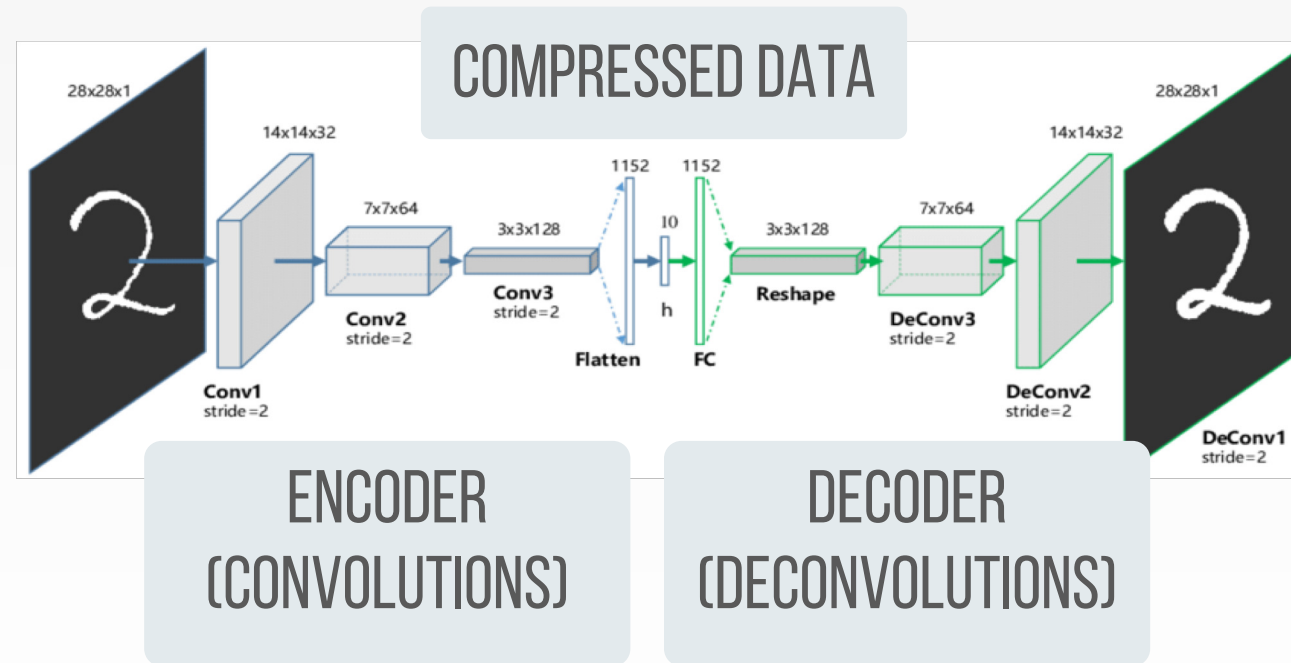 COMPRESSED DATA
28x28x1
14x14x32
7x7x64
3x3x128
1152
10
h
1152
3x3x128
7x7x64
14x14x32
28x28x1
Conv1
stride=2
Conv2
stride=2
Conv3
stride=2
Flatten
FC
Reshape
DeConv3
stride=2
DeConv2
stride=2
DeConv1
stride=2
2
2
ENCODER
(CONVOLUTIONS)
DECODER
(DECONVOLUTIONS)